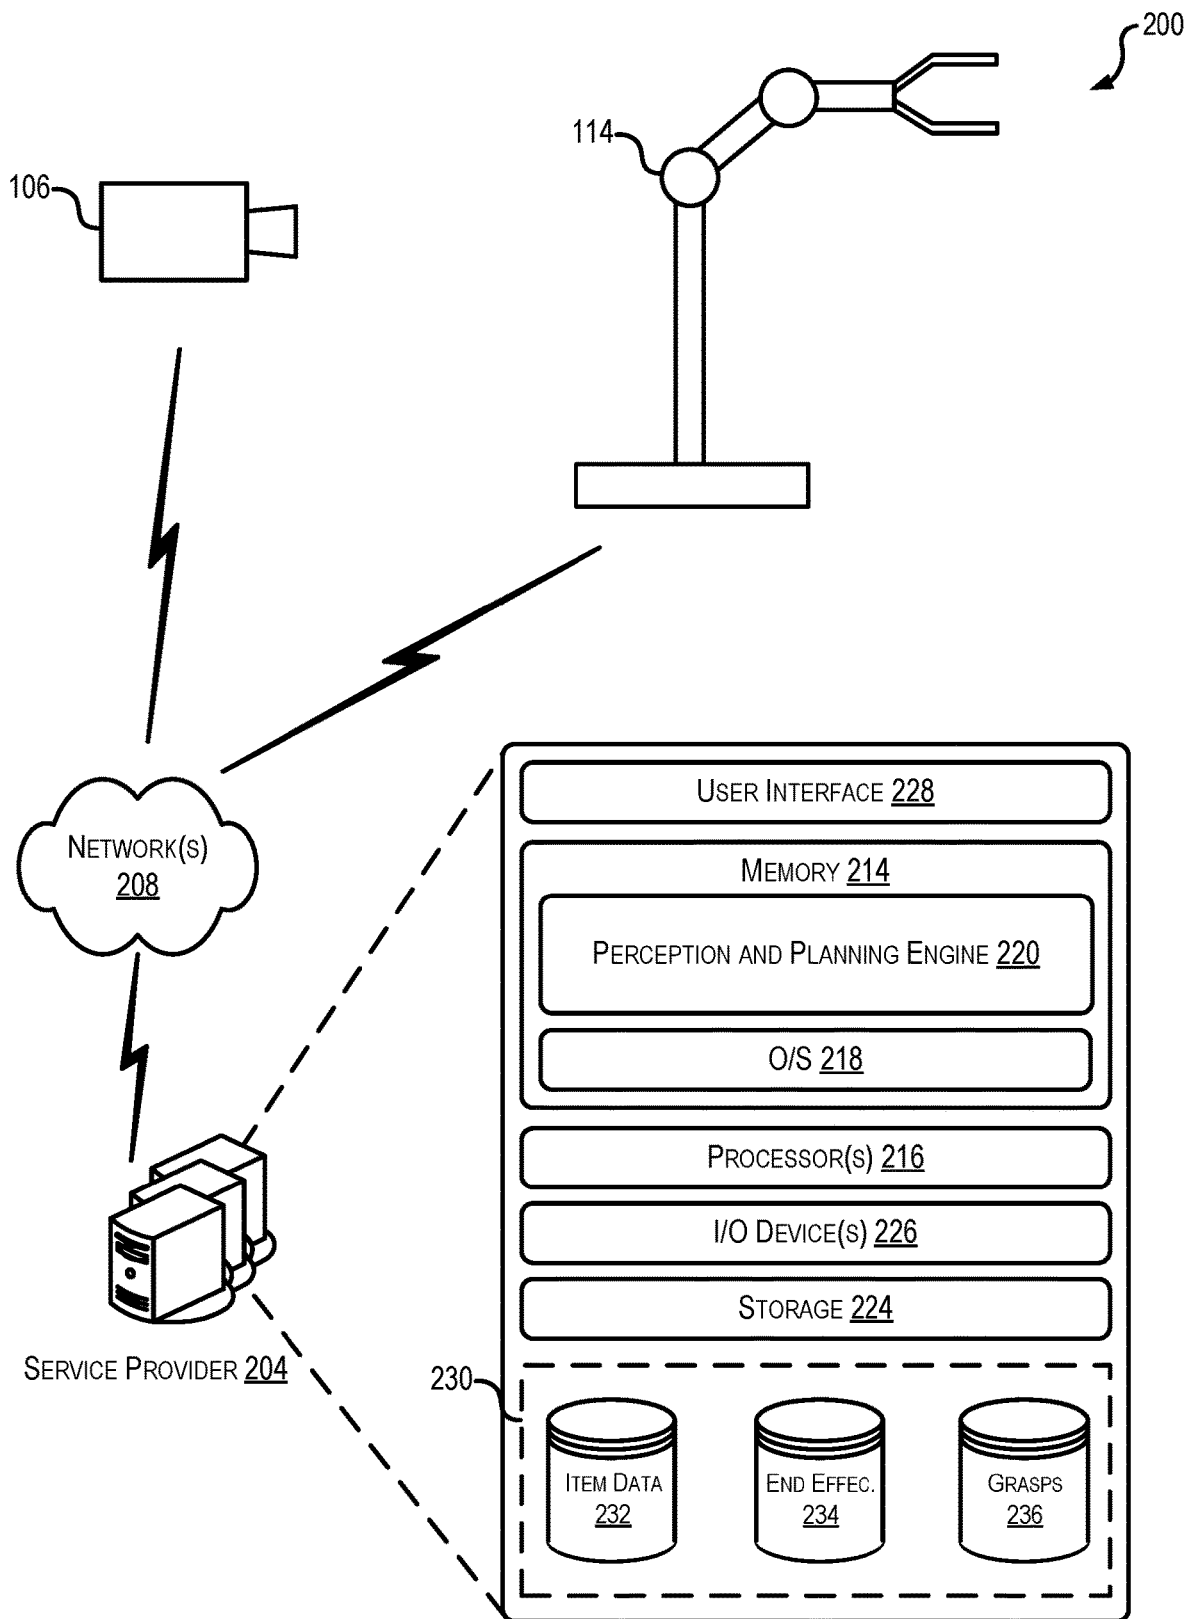 200
114
106
USER INTERFACE 228
MEMORY 214
NETWORK(S)
208
PERCEPTION AND PLANNING ENGINE 220
O/S 218
PROCESSOR(S) 216
I/O DEVICE(S) 226
STORAGE 224
SERVICE PROVIDER 204
230
ITEM DATA
232
END EFFEC.
234
GRASPS
236